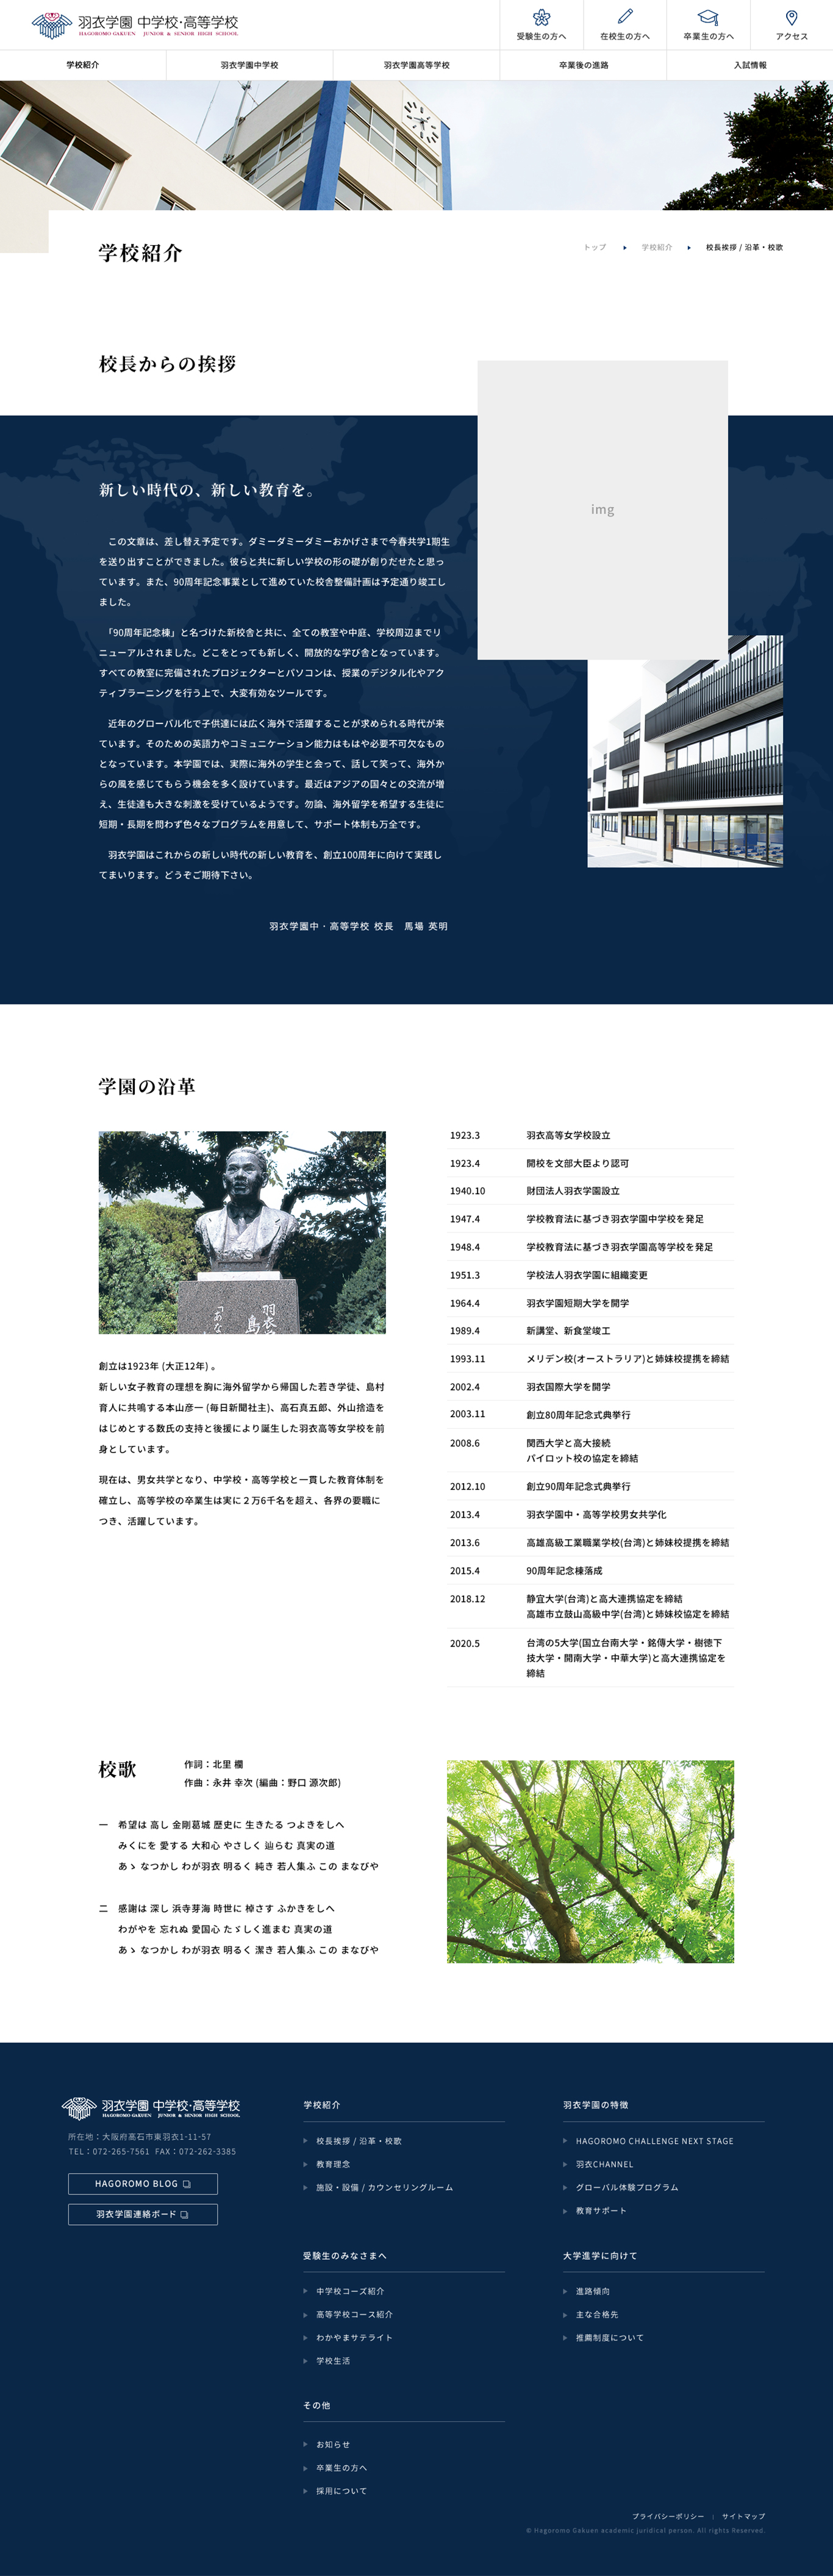 羽衣学園 中学校・高等学校
HAGOROMO GAKUEN JUNIOR & SENIOR HIGH SCHOOL
受験生の方へ
在校生の方へ
卒業生の方へ
アクセス
学校紹介
羽衣学園中学校
羽衣学園高等学校
卒業後の進路
入試情報
学校紹介
トップ
学校紹介
校長挨拶 / 沿革・校歌
校長からの挨拶
img
新しい時代の、新しい教育を。
この文章は、差し替え予定です。ダミーダミーダミーおかげさまで今春共学1期生
を送り出すことができました。彼らと共に新しい学校の形の礎が創りだせたと思っ
ています。また、90周年記念事業として進めていた校舎整備計画は予定通り竣工し
ました。
「90周年記念棟」と名づけた新校舎と共に、全ての教室や中庭、学校周辺までリ
ニューアルされました。どこをとっても新しく、開放的な学び舎となっています。
すべての教室に完備されたプロジェクターとパソコンは、授業のデジタル化やアク
ティブラーニングを行う上で、大変有効なツールです。
近年のグローバル化で子供達には広く海外で活躍することが求められる時代が来
ています。そのための英語力やコミュニケーション能力はもはや必要不可欠なもの
となっています。本学園では、実際に海外の学生と会って、話して笑って、海外か
らの風を感じてもらう機会を多く設けています。最近はアジアの国々との交流が増
え、生徒達も大きな刺激を受けているようです。勿論、海外留学を希望する生徒に
短期・長期を問わず色々なプログラムを用意して、サポート体制も万全です。
羽衣学園はこれからの新しい時代の新しい教育を、創立100周年に向けて実践し
てまいります。どうぞご期待下さい。
羽衣学園中・高等学校 校長　馬場 英明
学園の沿革
創立は1923年 (大正12年) 。
新しい女子教育の理想を胸に海外留学から帰国した若き学徒、島村
育人に共鳴する本山彦一 (毎日新聞社主)、高石真五郎、外山捨造を
はじめとする数氏の支持と後援により誕生した羽衣高等女学校を前
身としています。
現在は、男女共学となり、中学校・高等学校と一貫した教育体制を
確立し、高等学校の卒業生は実に２万6千名を超え、各界の要職に
つき、活躍しています。
1923.3 羽衣高等女学校設立
1923.4 開校を文部大臣より認可
1940.10 財団法人羽衣学園設立
1947.4 学校教育法に基づき羽衣学園中学校を発足
1948.4 学校教育法に基づき羽衣学園高等学校を発足
1951.3 学校法人羽衣学園に組織変更
1964.4 羽衣学園短期大学を開学
1989.4 新講堂、新食堂竣工
1993.11 メリデン校(オーストラリア)と姉妹校提携を締結
2002.4 羽衣国際大学を開学
2003.11 創立80周年記念式典挙行
2008.6 関西大学と高大接続
パイロット校の協定を締結
2012.10 創立90周年記念式典挙行
2013.4 羽衣学園中・高等学校男女共学化
2013.6 高雄高級工業職業学校(台湾)と姉妹校提携を締結
2015.4 90周年記念棟落成
2018.12 静宜大学(台湾)と高大連携協定を締結
高雄市立鼓山高級中学(台湾)と姉妹校協定を締結
2020.5 台湾の5大学(国立台南大学・銘傳大学・樹徳下
技大学・開南大学・中華大学)と高大連携協定を
締結
校歌
作詞：北里 欄
作曲：永井 幸次 (編曲：野口 源次郎)
一 希望は 高し 金剛葛城 歴史に 生きたる つよきをしへ
みくにを 愛する 大和心 やさしく 辿らむ 真実の道
あゝ なつかし わが羽衣 明るく 純き 若人集ふ この まなびや
二 感謝は 深し 浜寺芽海 時世に 棹さす ふかきをしへ
わがやを 忘れぬ 愛国心 たゞしく進まむ 真実の道
あゝ なつかし わが羽衣 明るく 潔き 若人集ふ この まなびや
羽衣学園 中学校・高等学校
HAGOROMO GAKUEN JUNIOR & SENIOR HIGH SCHOOL
所在地：大阪府高石市東羽衣1-11-57
TEL：072-265-7561 FAX：072-262-3385
HAGOROMO BLOG
羽衣学園連絡ボード
学校紹介
校長挨拶 / 沿革・校歌
教育理念
施設・設備 / カウンセリングルーム
羽衣学園の特徴
HAGOROMO CHALLENGE NEXT STAGE
羽衣CHANNEL
グローバル体験プログラム
教育サポート
受験生のみなさまへ
中学校コーズ紹介
高等学校コース紹介
わかやまサテライト
学校生活
大学進学に向けて
進路傾向
主な合格先
推薦制度について
その他
お知らせ
卒業生の方へ
採用について
プライバシーポリシー | サイトマップ
© Hagoromo Gakuen academic juridical person. All rights Reserved.